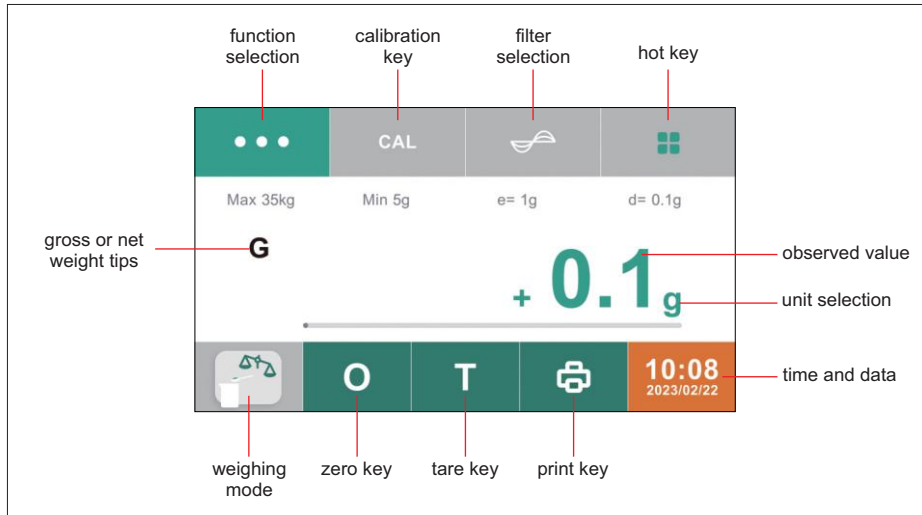 function
selection
calibration
key
filter
selection
hot key
CAL
Max 35kg
Min 5g
e= 1g
d= 0.1g
gross or net
weight tips
G
+ 0.1g
observed value
unit selection
O
T
10:08
2023/02/22
time and data
weighing
mode
zero key
tare key
print key